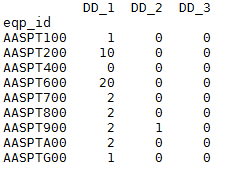 DD_1 DD_2 DD_3
eqp_id
AASPT100 1 0 0
AASPT200 10 0 0
AASPT400 0 0 0
AASPT600 20 0 0
AASPT700 2 0 0
AASPT800 2 0 0
AASPT900 2 1 0
AASPTA00 2 0 0
AASPTG00 1 0 0